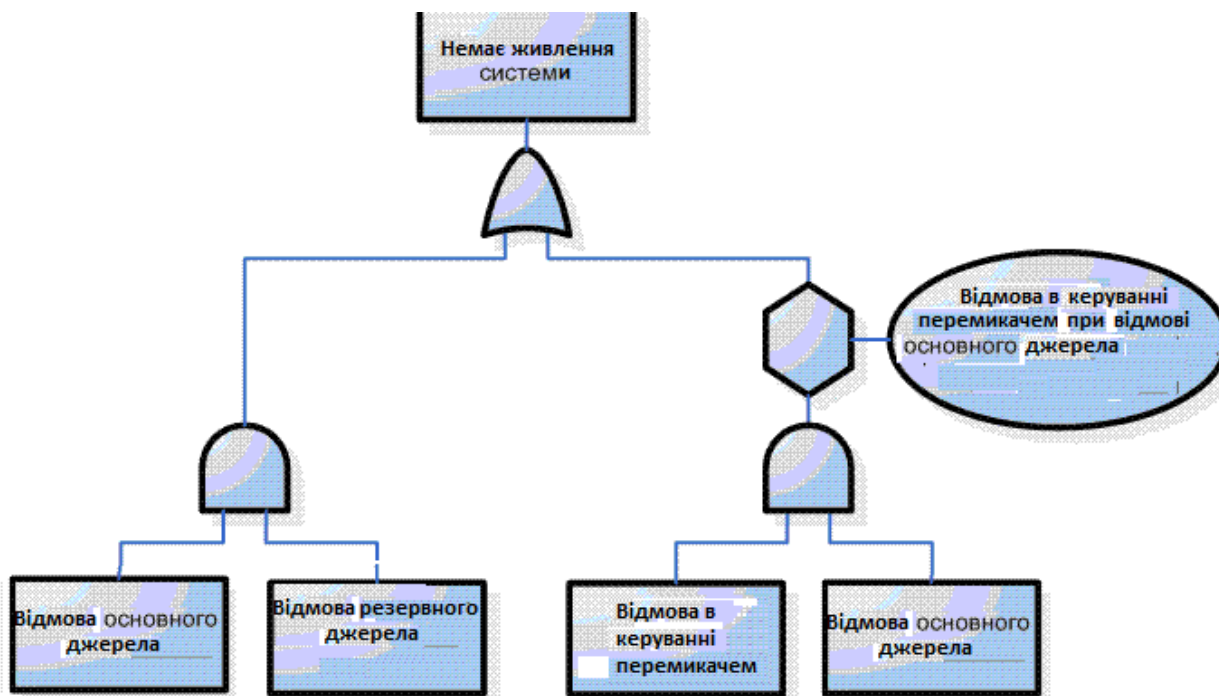 Немає живлення
системи
Відмова в керуванні
перемикачем при відмові
основного джерела
Відмова основного
джерела
Відмова резервного
джерела
Відмова в
керуванні
перемикачем
Відмова основного
джерела